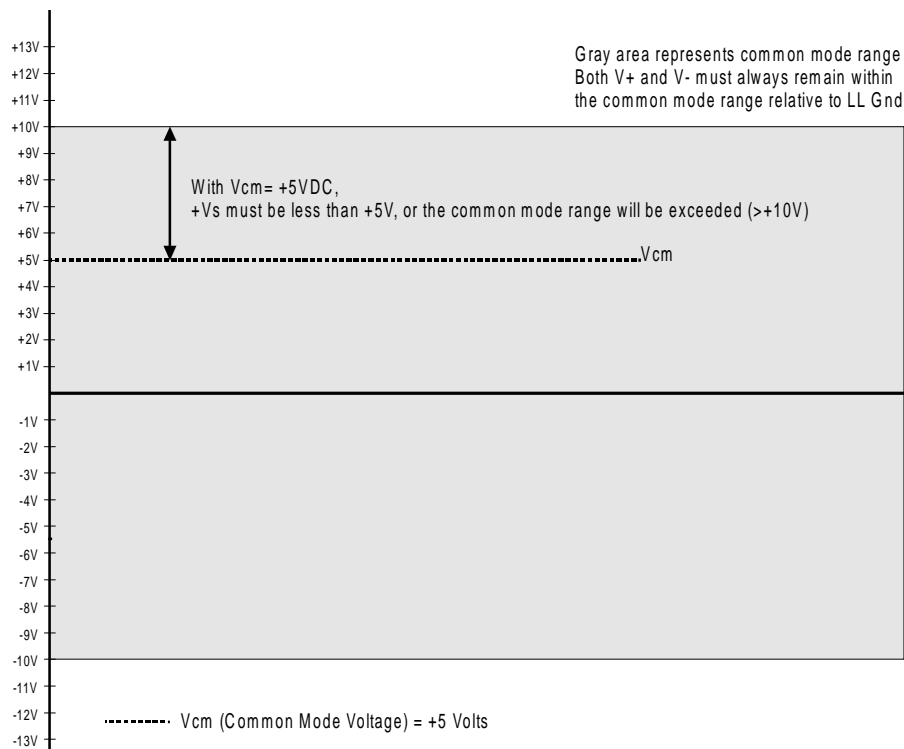 +13V
+12V
+11V
+10V
+9V
+8V
+7V
+6V
+5V
+4V
+3V
+2V
+1V
-1V
-2V
-3V
-4V
-5V
-6V
-7V
-8V
-9V
-10V
-11V
-12V
-13V
Gray area represents common mode range
Both V+ and V- must always remain within
the common mode range relative to LL Gnd
With Vcm= +5VDC,
+Vs must be less than +5V, or the common mode range will be exceeded (>+10V)
Vcm
Vcm (Common Mode Voltage) = +5 Volts